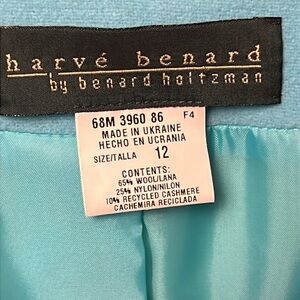 harvé benard
by benard holtzman
68M 3960 86 F4
MADE IN UKRAINE
HECHO EN UCRANIA
SIZE/TALLA 12
CONTENTS:
65% WOOL/LANA
25% NYLON/NILON
10% RECYCLED CASHMERE
CACHEMIRA RECICLADA